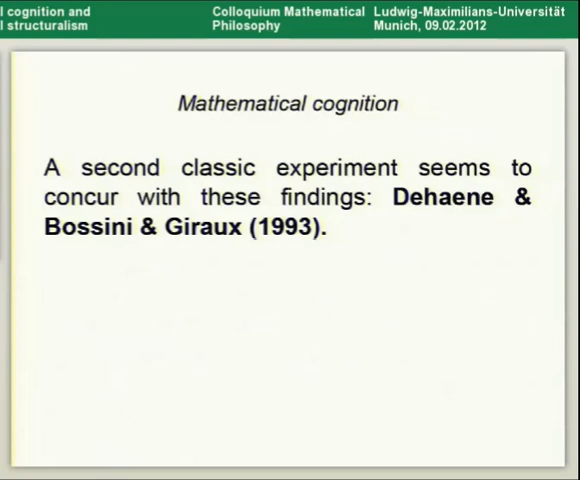 l cognition and
l structuralism
Colloquium Mathematical
Philosophy
Ludwig-Maximilians-Universität
Munich, 09.02.2012
Mathematical cognition
A second classic experiment seems to
concur with these findings: Dehaene &
Bossini & Giraux (1993).